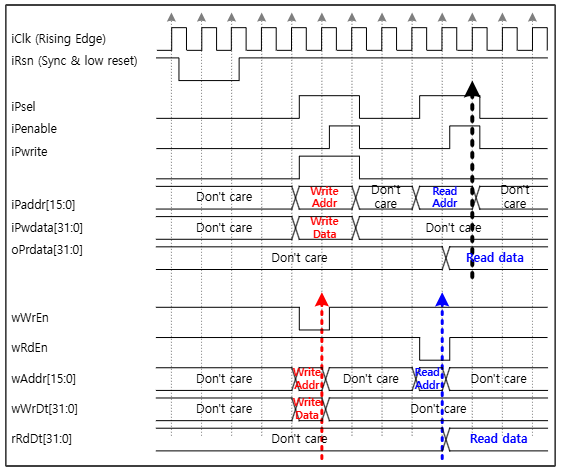 iClk (Rising Edge)
iRsn (Sync & low reset)
iPsel
iPenable
iPwrite
iPaddr[15:0]
Don't care
Write
Addr
Don't
care
Read
Addr
Don't
care
iPwdata[31:0]
Don't care
Write
Data
Don't care
oPrdata[31:0]
Don't care
Read data
wWrEn
wRdEn
wAddr[15:0]
Don't care
Write
Addr
Don't care
Read
Addr
Don't care
wWrDt[31:0]
Don't care
Write
Data
Don't care
rRdDt[31:0]
Don't care
Read data